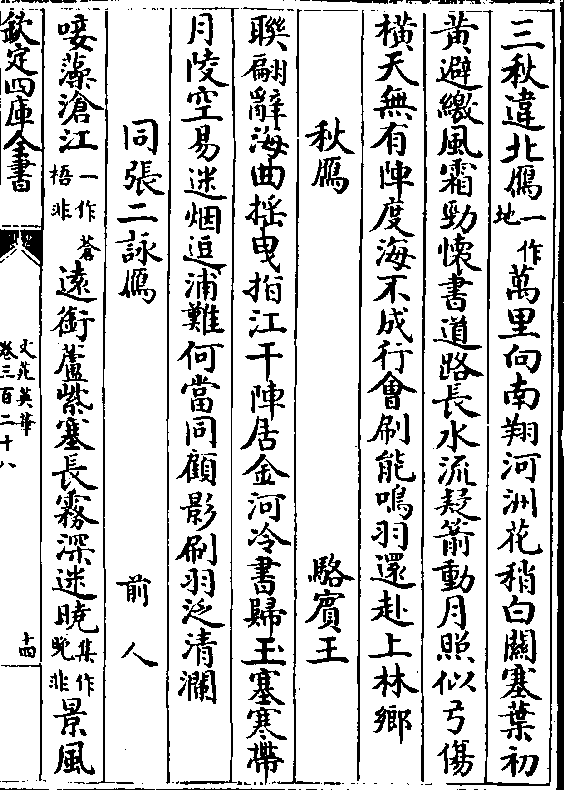 三秋違北鴈一作地萬里向南翔河洲花稍白關塞葉初
黄避繳風霜勁懷書道路長水流疑箭動月照似弓傷
横天無有陣度海不成行會刷能鳴羽還赴上林鄉
秋鴈 駱賓王
聯翩辭海曲揺曳指江干陣居金河冷書歸玉塞寒帶
月凌空易迷烟逗浦難何當同顧影刷羽泛清瀾
同張二詠鴈 前人
唼藻滄江一作蒼梧非遠銜蘆紫塞長霧深迷曉集作晚非景風
欽定四庫全書
文苑英華
卷三百二十八
十四